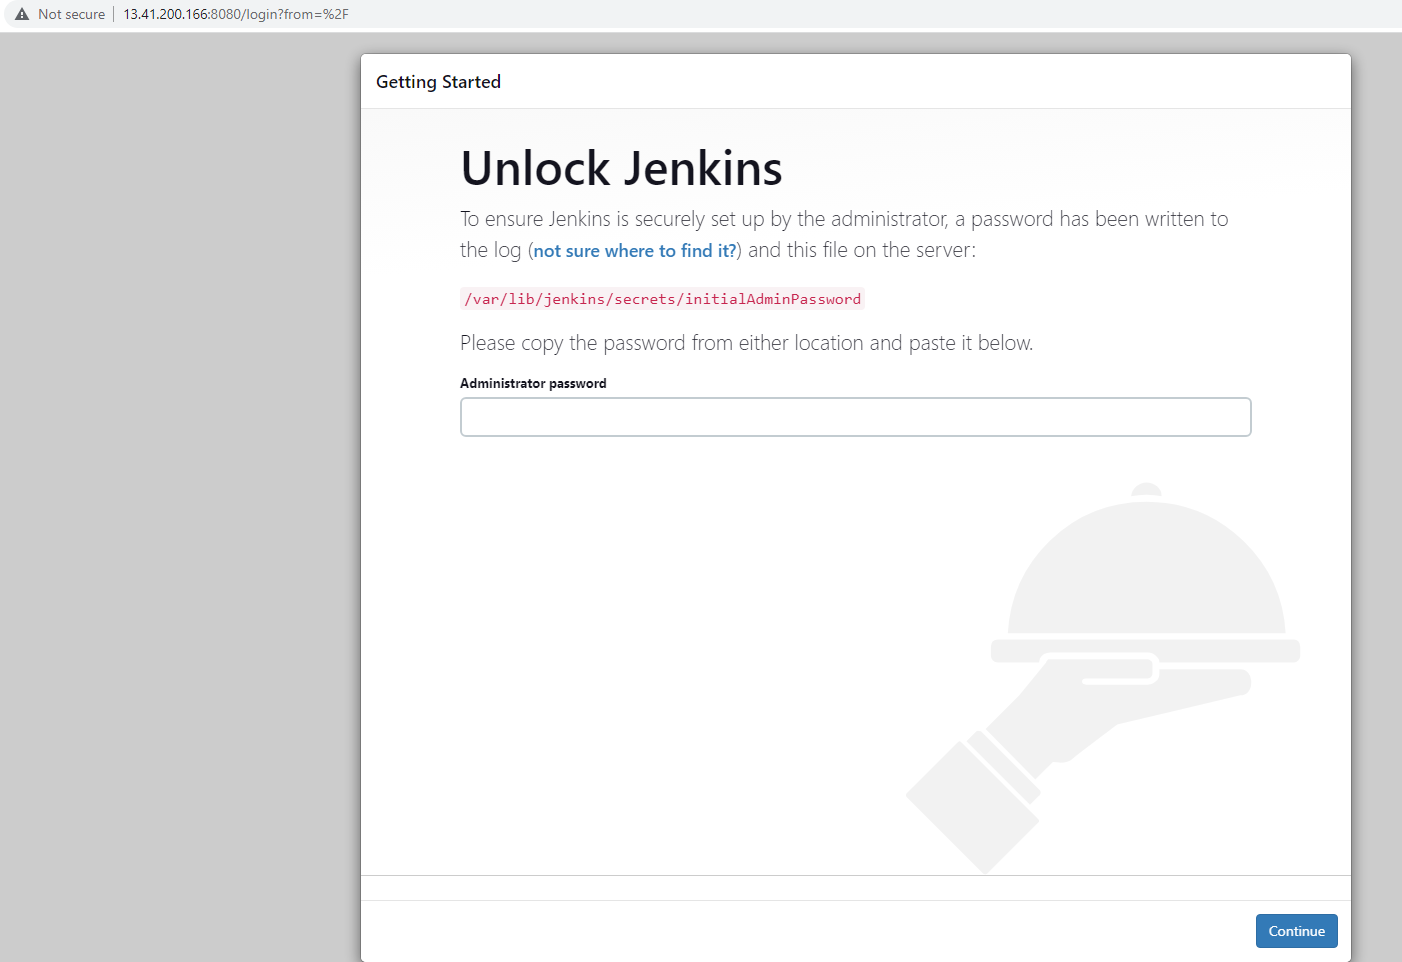 Not secure | 13.41.200.166:8080/login?from=%2F
Getting Started
Unlock Jenkins
To ensure Jenkins is securely set up by the administrator, a password has been written to
the log (not sure where to find it?) and this file on the server:
/var/lib/jenkins/secrets/initialAdminPassword
Please copy the password from either location and paste it below.
Administrator password
Continue